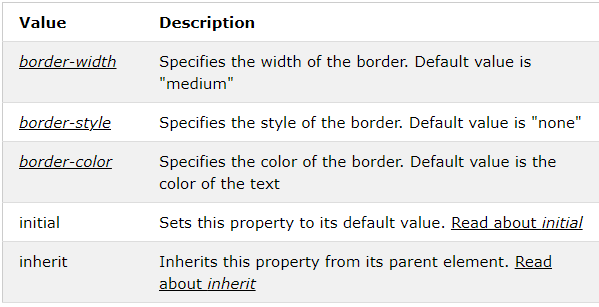 Value Description
border-width Specifies the width of the border. Default value is
"medium"
border-style Specifies the style of the border. Default value is "none"
border-color Specifies the color of the border. Default value is the
color of the text
initial Sets this property to its default value. Read about initial
inherit Inherits this property from its parent element. Read
about inherit